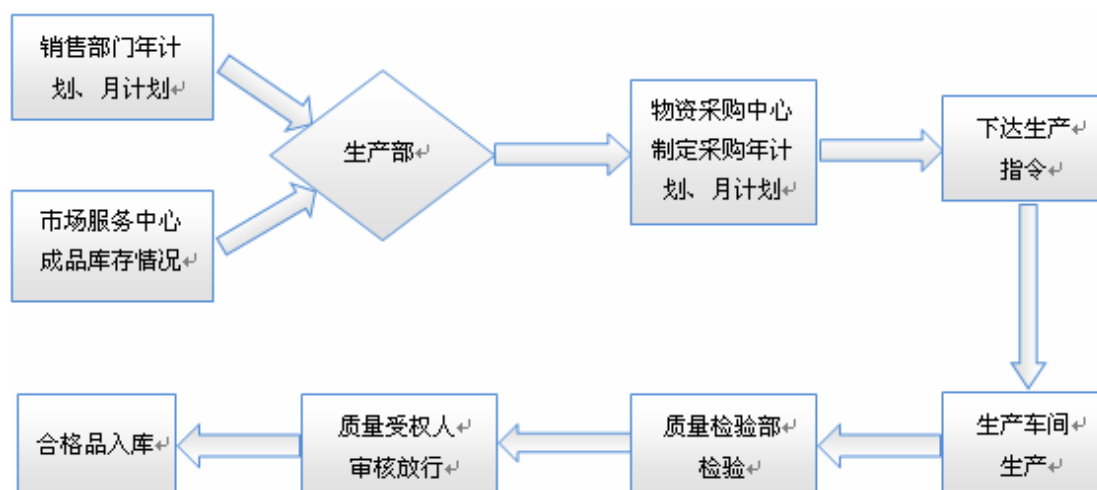 销售部门年计
划、月计划
市场服务中心
成品库存情况
生产部
物资采购中心
制定采购年计
划、月计划
下达生产
指令
生产车间
生产
质量检验部
检验
质量受权人
审核放行
合格品入库